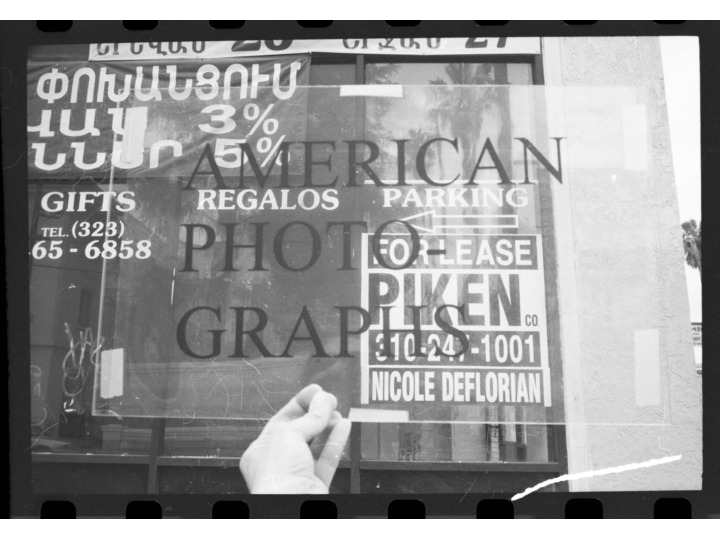 ՓՈԽԱՆՑՈՒՄ
3%
5%
AMERICAN
PHOTO-
GRAPHS
GIFTS
REGALOS
PARKING
TEL. (323)
65 - 6858
FOR LEASE
PIKEN CO
310-247-1001
NICOLE DEFLORIAN